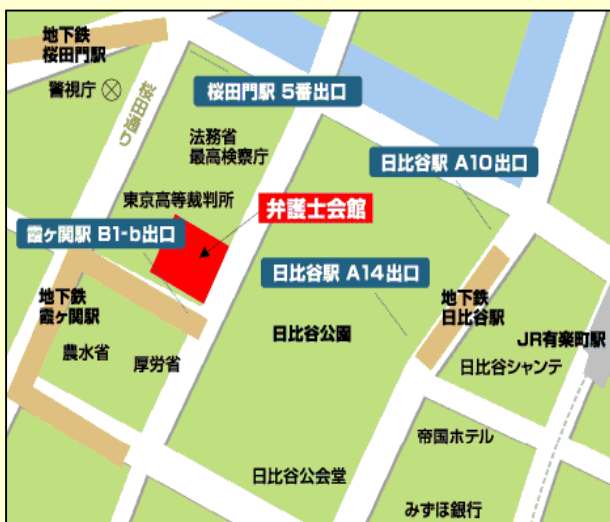 地下鉄
桜田門駅
警視庁
桜田通り
桜田門駅 5番出口
法務省
最高検察庁
日比谷駅 A10出口
東京高等裁判所
弁護士会館
霞ヶ関駅 B1-b出口
日比谷駅 A14出口
地下鉄
霞ヶ関駅
地下鉄
日比谷駅
日比谷公園
JR有楽町駅
農水省
厚労省
日比谷シャンテ
帝国ホテル
日比谷公会堂
みずほ銀行